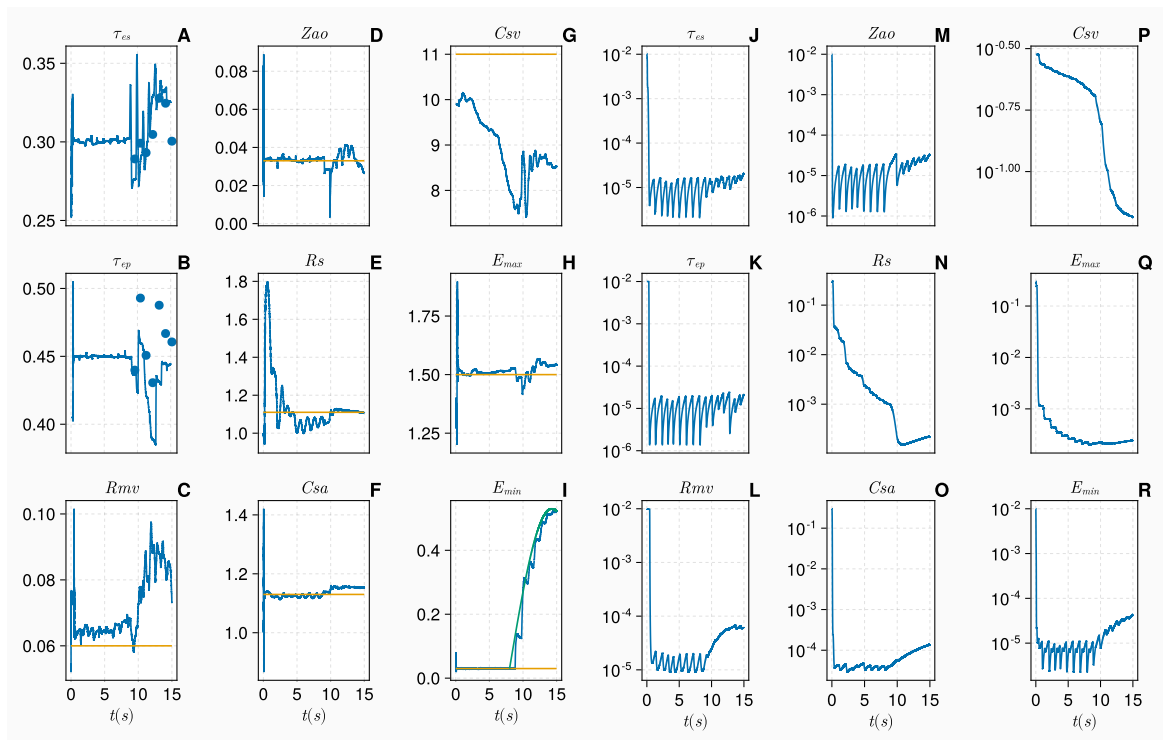 τes A Zao D Csv G τes J Zao M Csv P
0.35 0.30 0.25
0.08 0.06 0.04 0.02 0.00
11 10 9 8
10-2 10-3 10-4 10-5
10-2 10-3 10-4 10-5 10-6
10-0.50 10-0.75 10-1.00
τep B Rs E Emax H τep K Rs N Emax Q
0.50 0.45 0.40
1.8 1.6 1.4 1.2 1.0
1.75 1.50 1.25
10-2 10-3 10-4 10-5 10-6
10-1 10-2 10-3
10-1 10-2 10-3
Rmv C Csa F Emin I Rmv L Csa O Emin R
0.10 0.08 0.06
1.4 1.2 1.0
0.4 0.2 0.0
10-2 10-3 10-4 10-5
10-1 10-2 10-3 10-4
10-2 10-3 10-4 10-5
0 5 10 15 0 5 10 15 0 5 10 15 0 5 10 15 0 5 10 15 0 5 10 15
t(s) t(s) t(s) t(s) t(s) t(s)